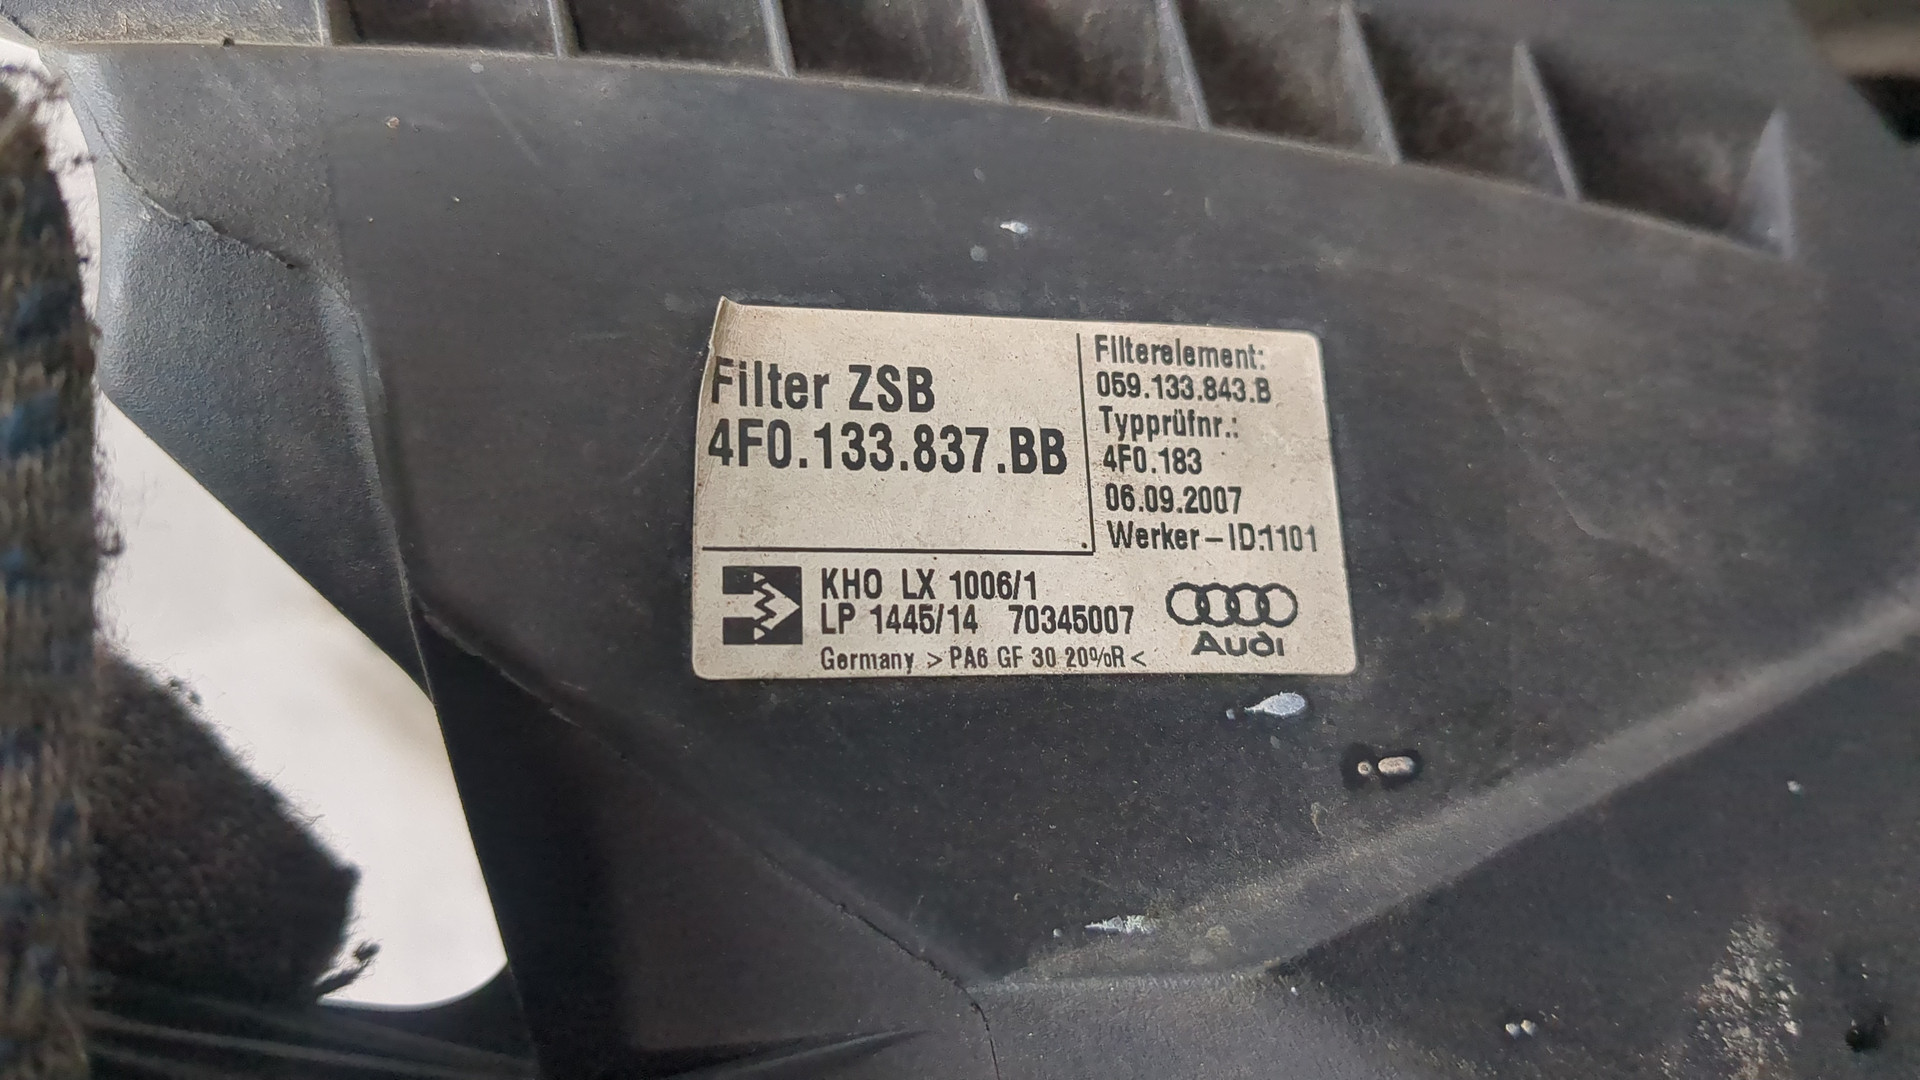 Filter ZSB
4F0.133.837.BB
Filterelement:
059.133.843.B
Typprüfnr.:
4F0.183
06.09.2007
Werker-ID:1101
KHO LX 1006/1
LP 1445/14 70345007
Germany >PA6 GF 30 20%R<
Audi